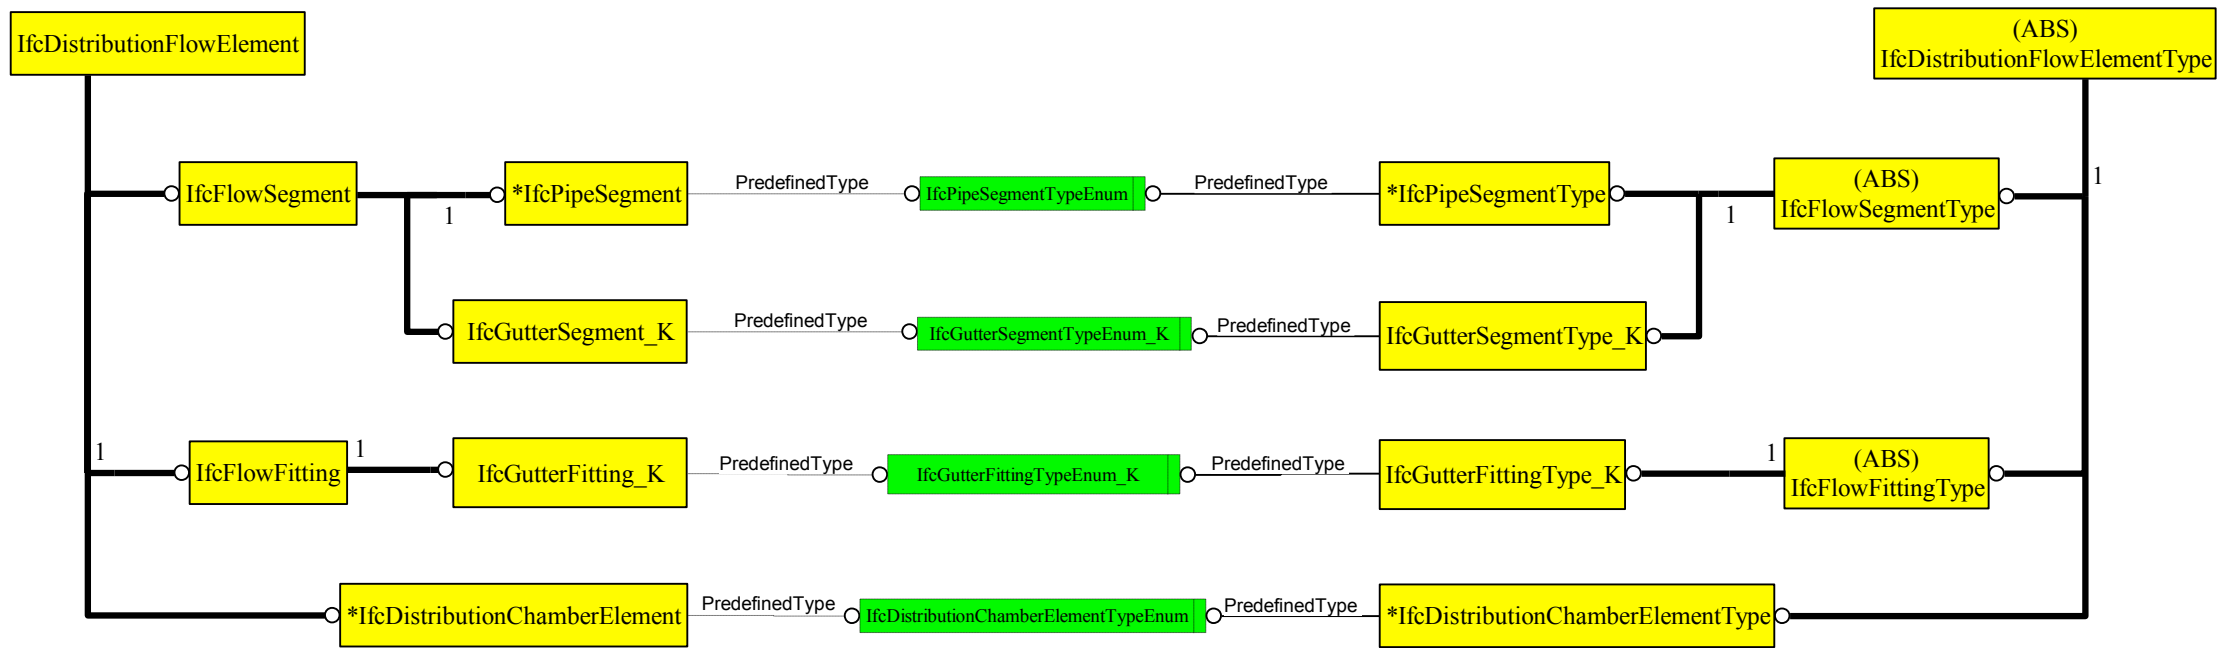 IfcDistributionFlowElement
(ABS)
IfcDistributionFlowElementType
IfcFlowSegment
1
*IfcPipeSegment
PredefinedType
IfcPipeSegmentTypeEnum
PredefinedType
*IfcPipeSegmentType
1
(ABS)
IfcFlowSegmentType
1
IfcGutterSegment_K
PredefinedType
IfcGutterSegmentTypeEnum_K
PredefinedType
IfcGutterSegmentType_K
1
IfcFlowFitting
1
IfcGutterFitting_K
PredefinedType
IfcGutterFittingTypeEnum_K
PredefinedType
IfcGutterFittingType_K
1
(ABS)
IfcFlowFittingType
*IfcDistributionChamberElement
PredefinedType
IfcDistributionChamberElementTypeEnum
PredefinedType
*IfcDistributionChamberElementType